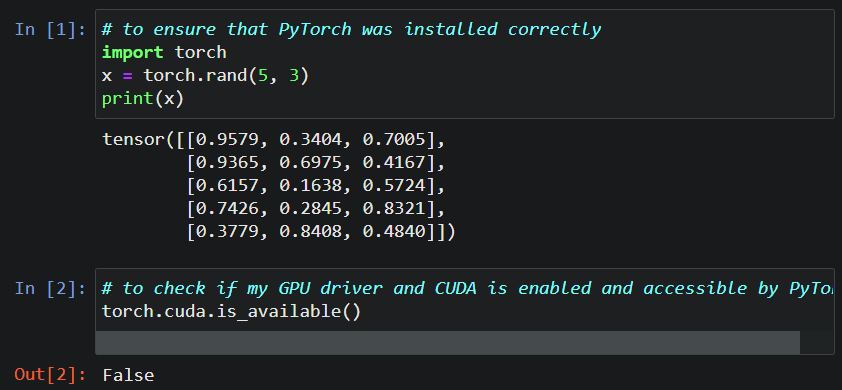 In [1]: # to ensure that PyTorch was installed correctly
import torch
x = torch.rand(5, 3)
print(x)
tensor([[0.9579, 0.3404, 0.7005],
[0.9365, 0.6975, 0.4167],
[0.6157, 0.1638, 0.5724],
[0.7426, 0.2845, 0.8321],
[0.3779, 0.8408, 0.4840]])
In [2]: # to check if my GPU driver and CUDA is enabled and accessible by
torch.cuda.is_available()
Out[2]: False